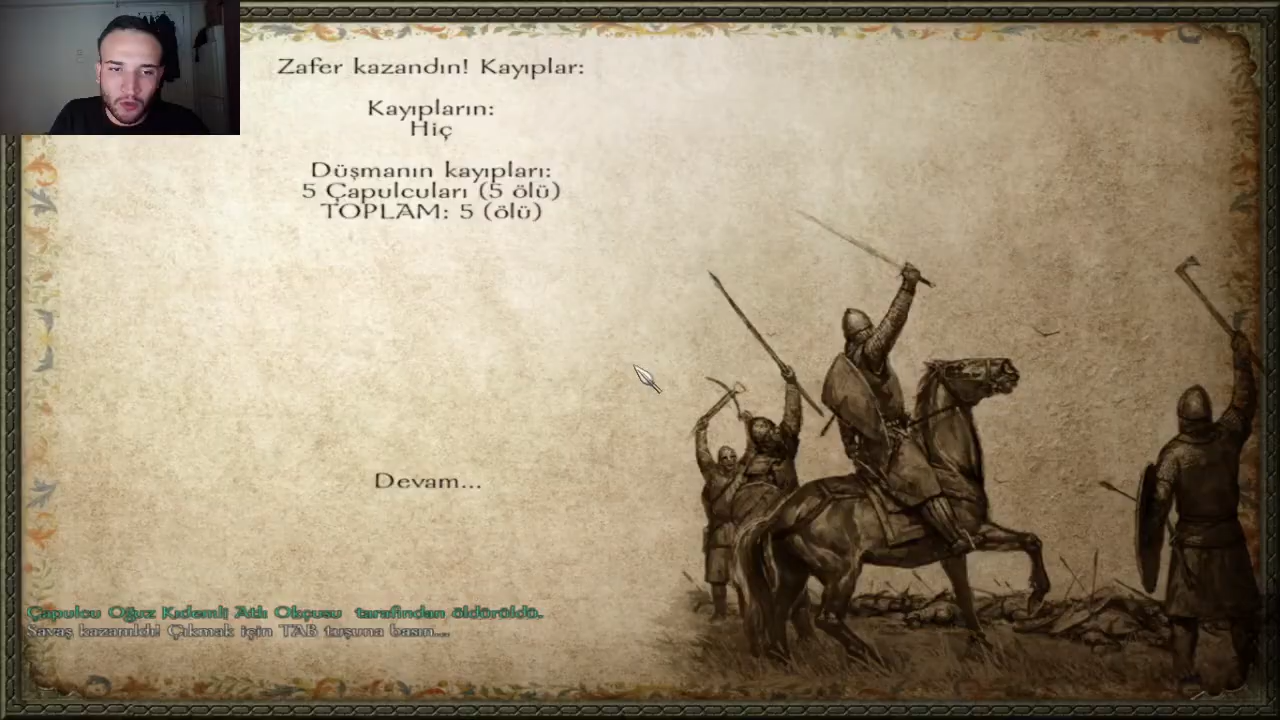 Zafer kazandın! Kayıplar:
Kayıpların:
Hiç
Düşmanın kayıpları:
5 Çapulcuları (5 ölü)
TOPLAM: 5 (ölü)
Devam...
Çapulcu Oğuz Kıdemli Atlı Okçusu tarafından öldürüldü.
Savaş kazanıldı! Çıkmak için TAB tuşuna basın...